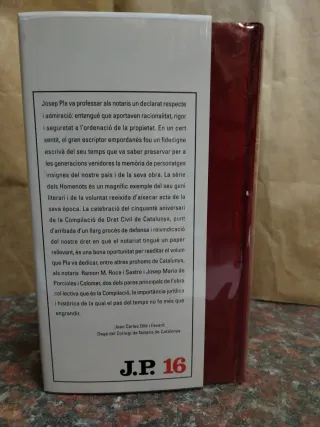 Josep Pla va professar als notaris un declarat respecte
i admiració: entengué que aportaven racionalitat, rigor
i seguretat a l'ordenació de la propietat. En un cert
sentit, el gran escriptor empordanès fou un fidedigne
escrivà del seu temps que va saber preservar per a
les generacions venidores la memòria de personatges
insignes del nostre país i de la seva obra. La sèrie
dels Homenots és un magnífic exemple del seu geni
literari i de la voluntat reeixida d'aixecar acta de la
seva època. La celebració del cinquantè aniversari
de la Compilació de Dret Civil de Catalunya, punt
d'arribada d'un llarg procés de defensa i reivindicació
del nostre dret en què el notariat tingué un paper
rellevant, és una bona oportunitat per reeditar el volum
que Pla va dedicar, entre altres prohoms de Catalunya,
als notaris Ramon M. Roca i Sastre i Josep Maria de
Porcioles i Colomer, dos dels pares principals de l'obra
col·lectiva que és la Compilació, la importància jurídica
i històrica de la qual el pas del temps no fa més que
engrandir.
Joan Carles Ollé i Favaró
Degà del Col·legi de Notaris de Catalunya
J.P. 16